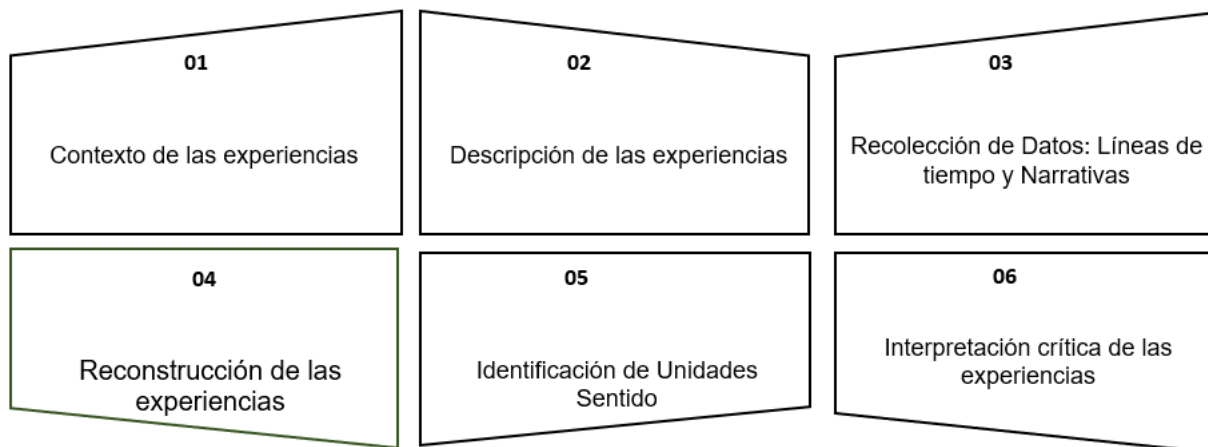 01
Contexto de las experiencias
02
Descripción de las experiencias
03
Recolección de Datos: Líneas de
tiempo y Narrativas
04
Reconstrucción de las
experiencias
05
Identificación de Unidades
Sentido
06
Interpretación crítica de las
experiencias